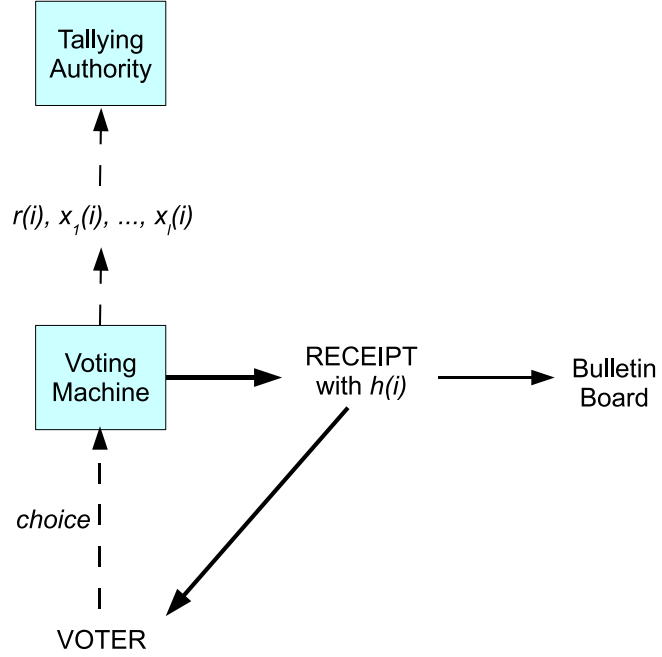 Tallying
Authority
r(i), x₁(i), ..., xₗ(i)
Voting
Machine
RECEIPT
with h(i)
Bulletin
Board
choice
VOTER